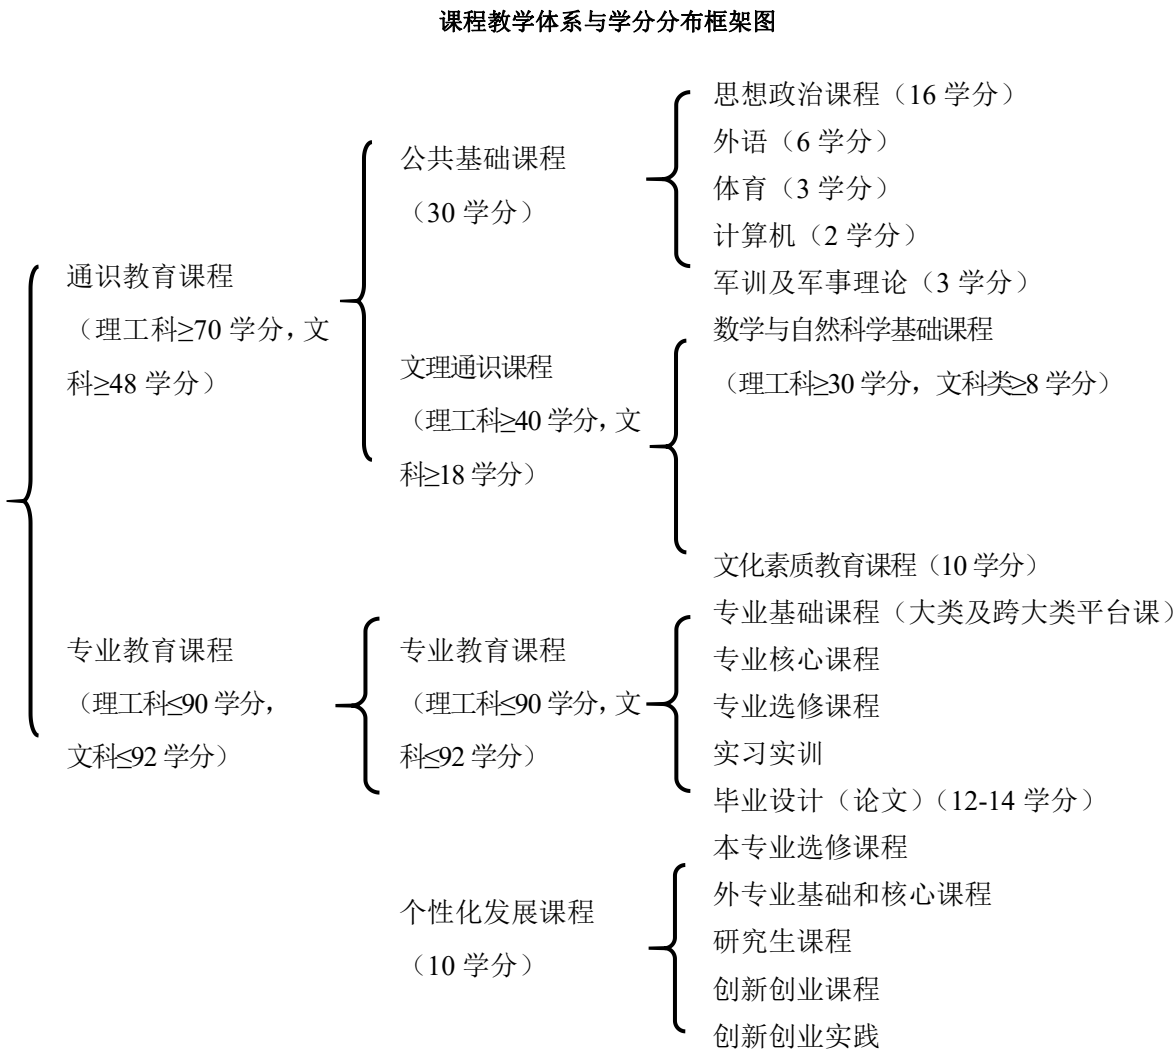 课程教学体系与学分分布框架图
思想政治课程（16 学分）
外语（6 学分）
体育（3 学分）
计算机（2 学分）
军训及军事理论（3 学分）
公共基础课程
（30 学分）
通识教育课程
（理工科≥70 学分，文
科≥48 学分）
文理通识课程
（理工科≥40 学分，文
科≥18 学分）
数学与自然科学基础课程
（理工科≥30 学分，文科类≥8 学分）
文化素质教育课程（10 学分）
专业教育课程
（理工科≤90 学分，
文科≤92 学分）
专业教育课程
（理工科≤90 学分，文
科≤92 学分）
专业基础课程（大类及跨大类平台课）
专业核心课程
专业选修课程
实习实训
毕业设计（论文）（12-14 学分）
个性化发展课程
（10 学分）
本专业选修课程
外专业基础和核心课程
研究生课程
创新创业课程
创新创业实践